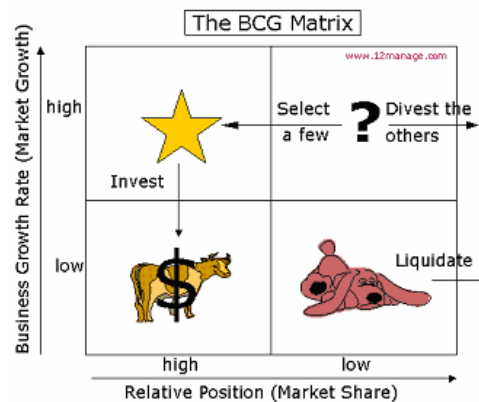 The BCG Matrix
www.12manage.com
Business Growth Rate (Market Growth)
high
Select
a few
?
Divest the
others
Invest
low
$
Liquidate
high
low
Relative Position (Market Share)